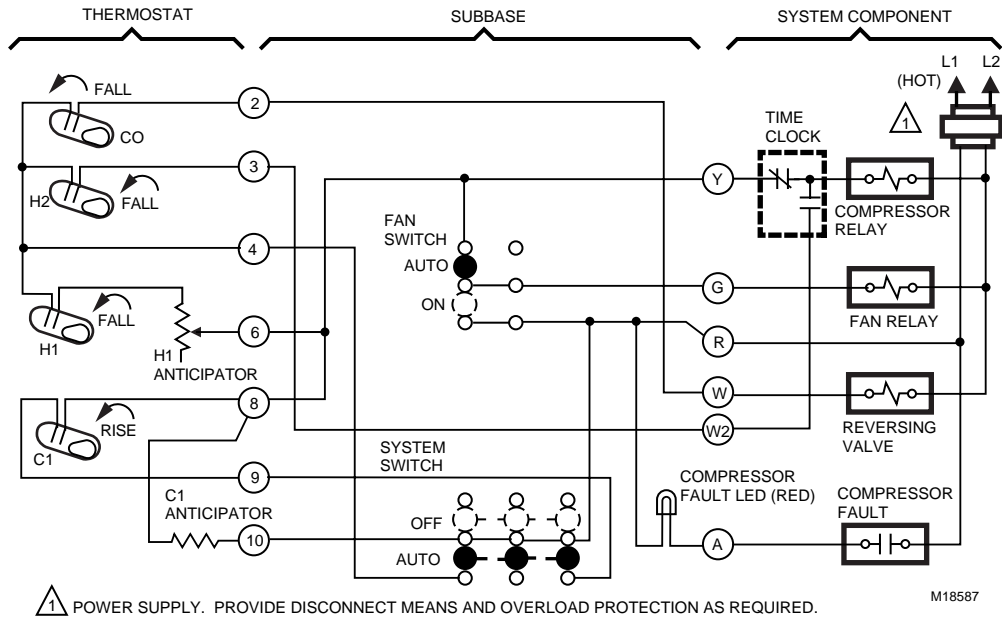 THERMOSTAT
SUBBASE
SYSTEM COMPONENT
L1
L2
(HOT)
1
FALL
CO
2
TIME
CLOCK
3
H2
FALL
Y
COMPRESSOR
RELAY
FAN
SWITCH
4
AUTO
ON
G
FAN RELAY
FALL
H1
H1
ANTICIPATOR
6
R
8
W
REVERSING
VALVE
W2
RISE
C1
SYSTEM
SWITCH
9
COMPRESSOR
FAULT LED (RED)
COMPRESSOR
FAULT
C1
ANTICIPATOR
OFF
10
A
AUTO
1 POWER SUPPLY. PROVIDE DISCONNECT MEANS AND OVERLOAD PROTECTION AS REQUIRED.
M18587